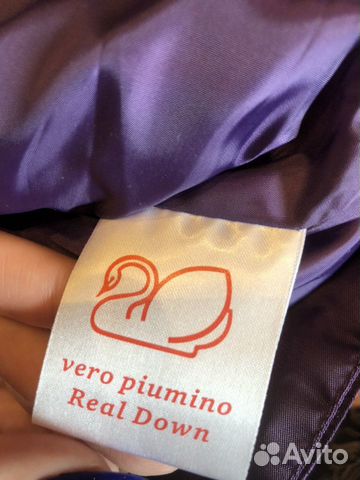 vero piumino
Real Down
Avito